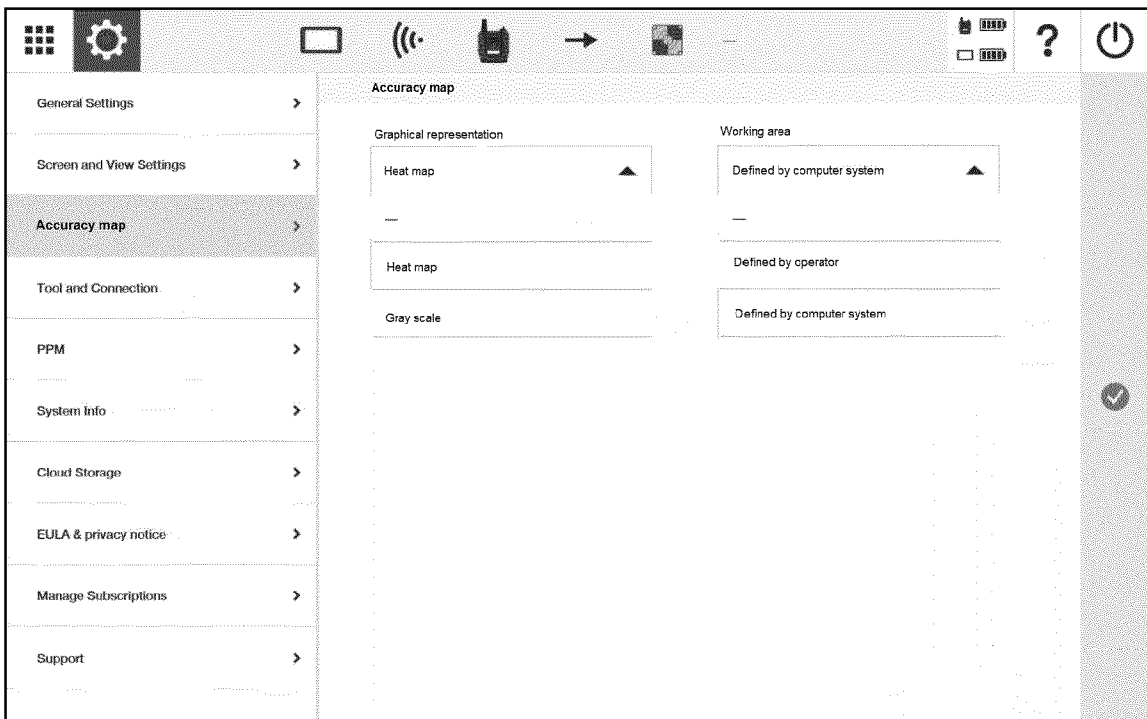 ?
General Settings
Screen and View Settings
Accuracy map
Tool and Connection
PPM
System Info
Cloud Storage
EULA & privacy notice
Manage Subscriptions
Support
Accuracy map
Graphical representation
Heat map
—
Heat map
Gray scale
Working area
Defined by computer system
—
Defined by operator
Defined by computer system